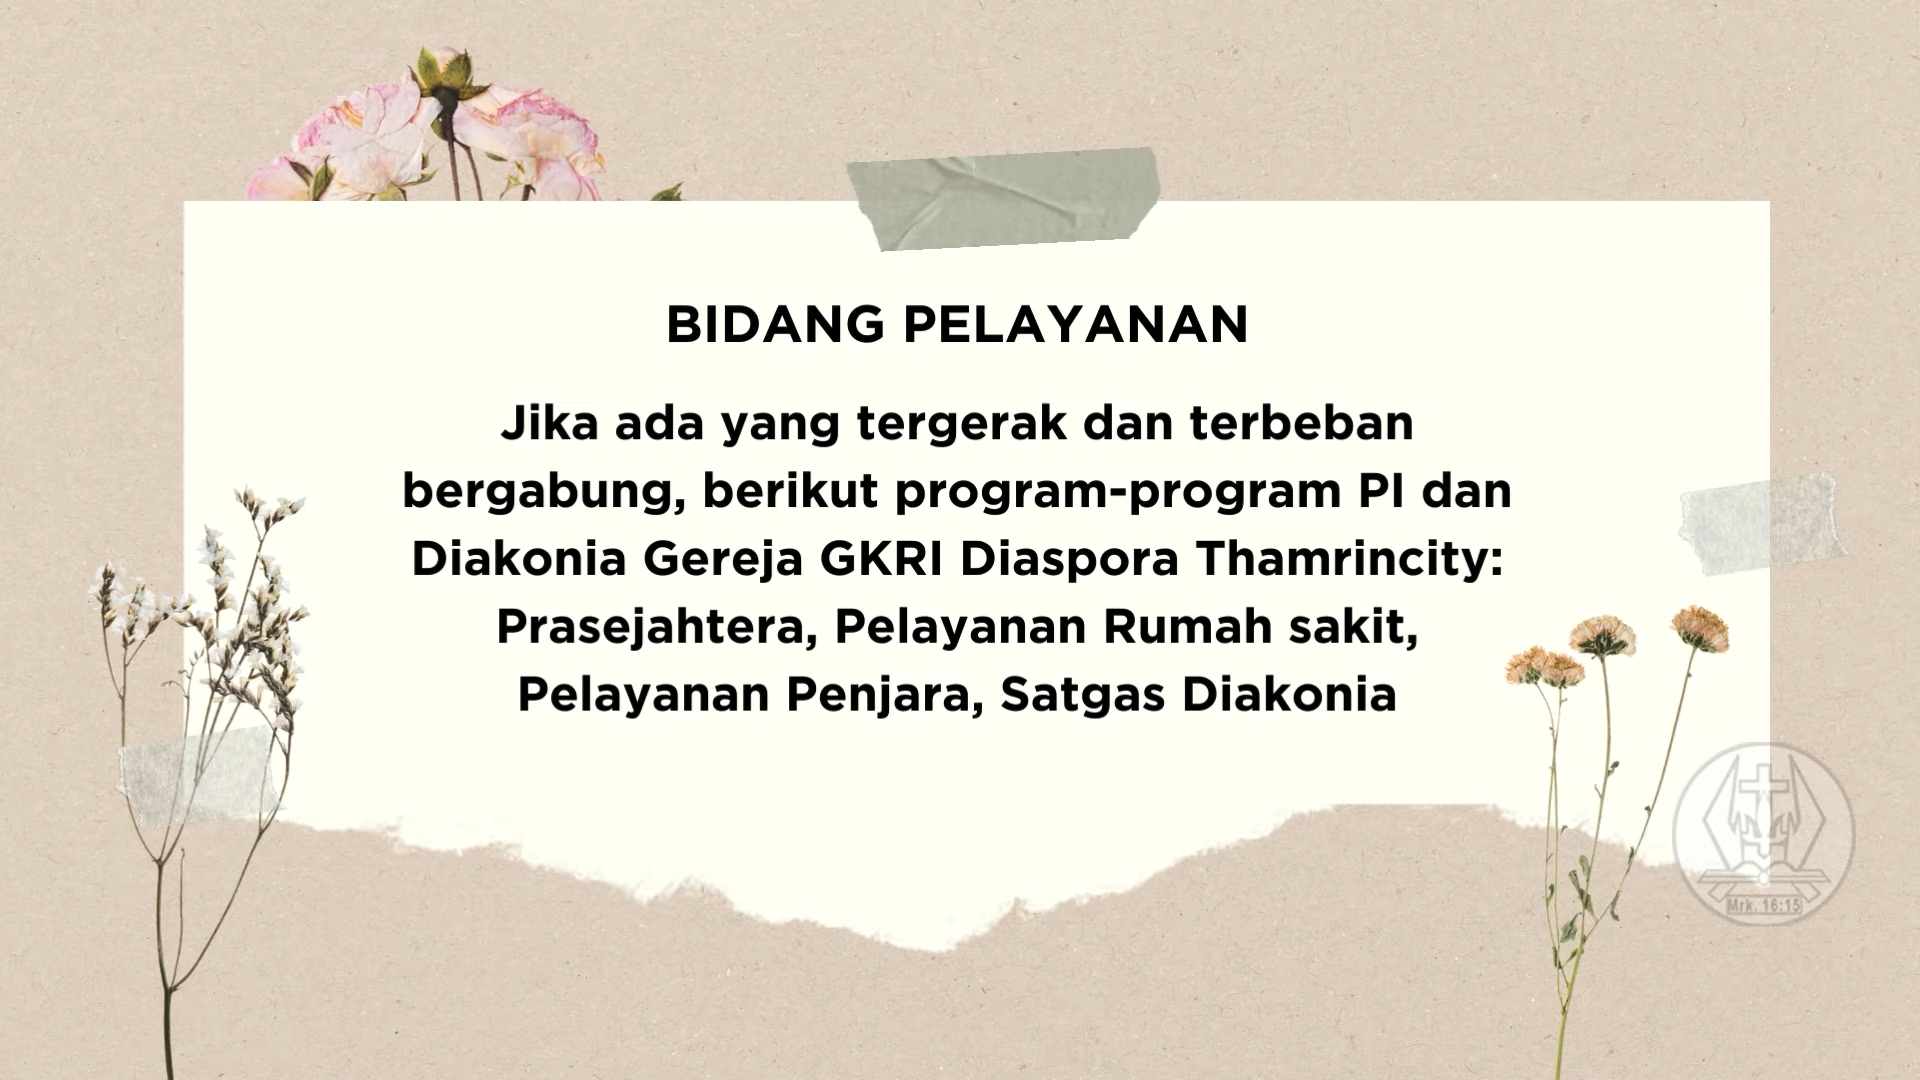 BIDANG PELAYANAN
Jika ada yang tergerak dan terbeban
bergabung, berikut program-program PI dan
Diakonia Gereja GKRI Diaspora Thamrincity:
Prasejahtera, Pelayanan Rumah sakit,
Pelayanan Penjara, Satgas Diakonia
Mrk. 16:15